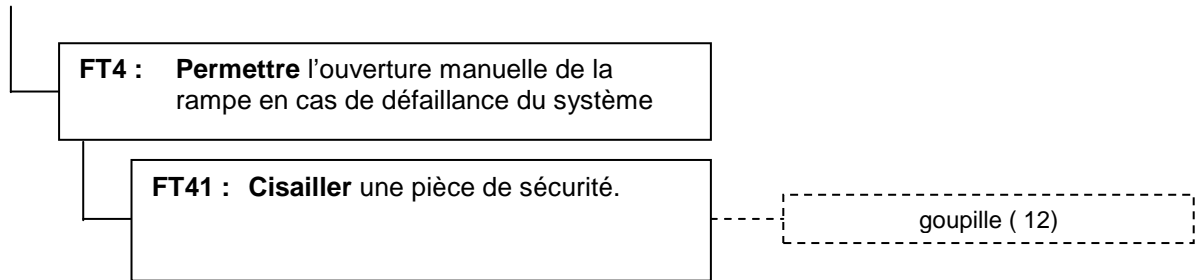 FT4 : Permettre l'ouverture manuelle de la
rampe en cas de défaillance du système
FT41 : Cisailler une pièce de sécurité.
goupille ( 12)